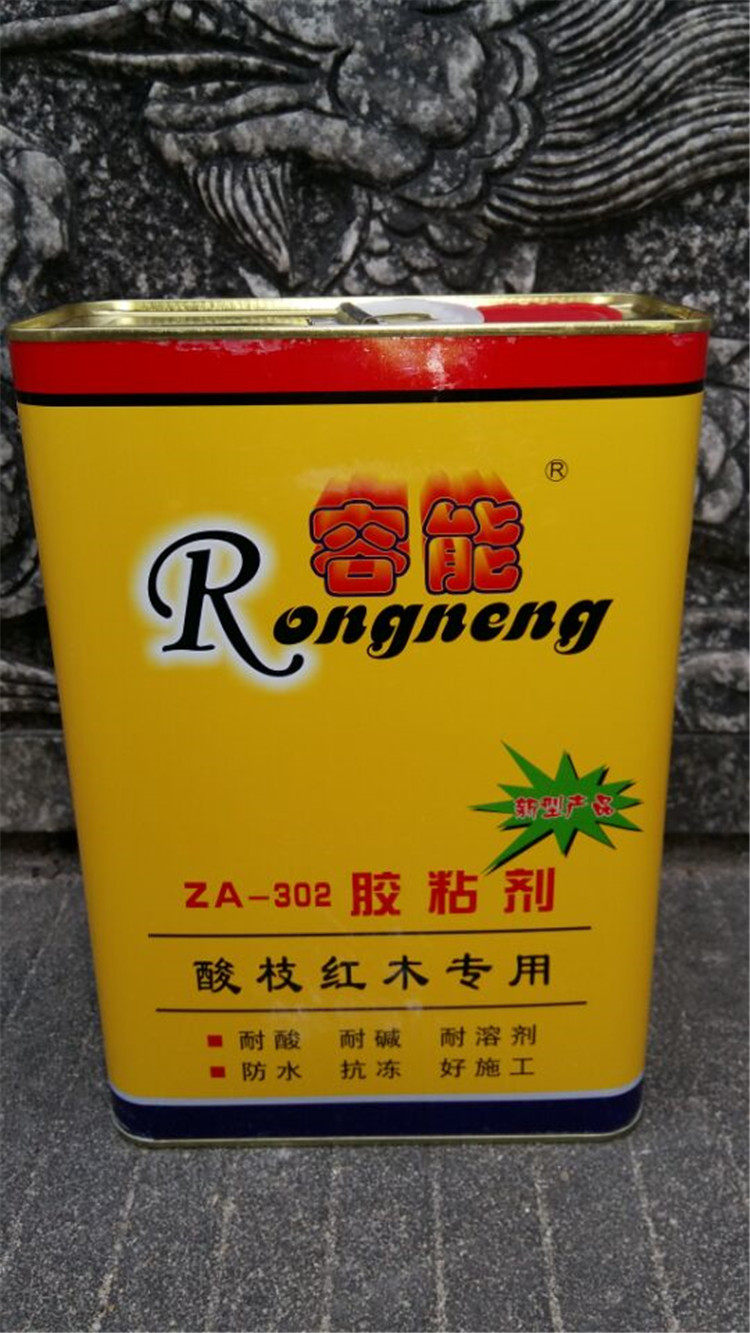 ®
容能
Rongneng
新型产品
ZA-302 胶粘剂
酸枝红木专用
耐酸 耐碱 耐溶剂
防水 抗冻 好施工